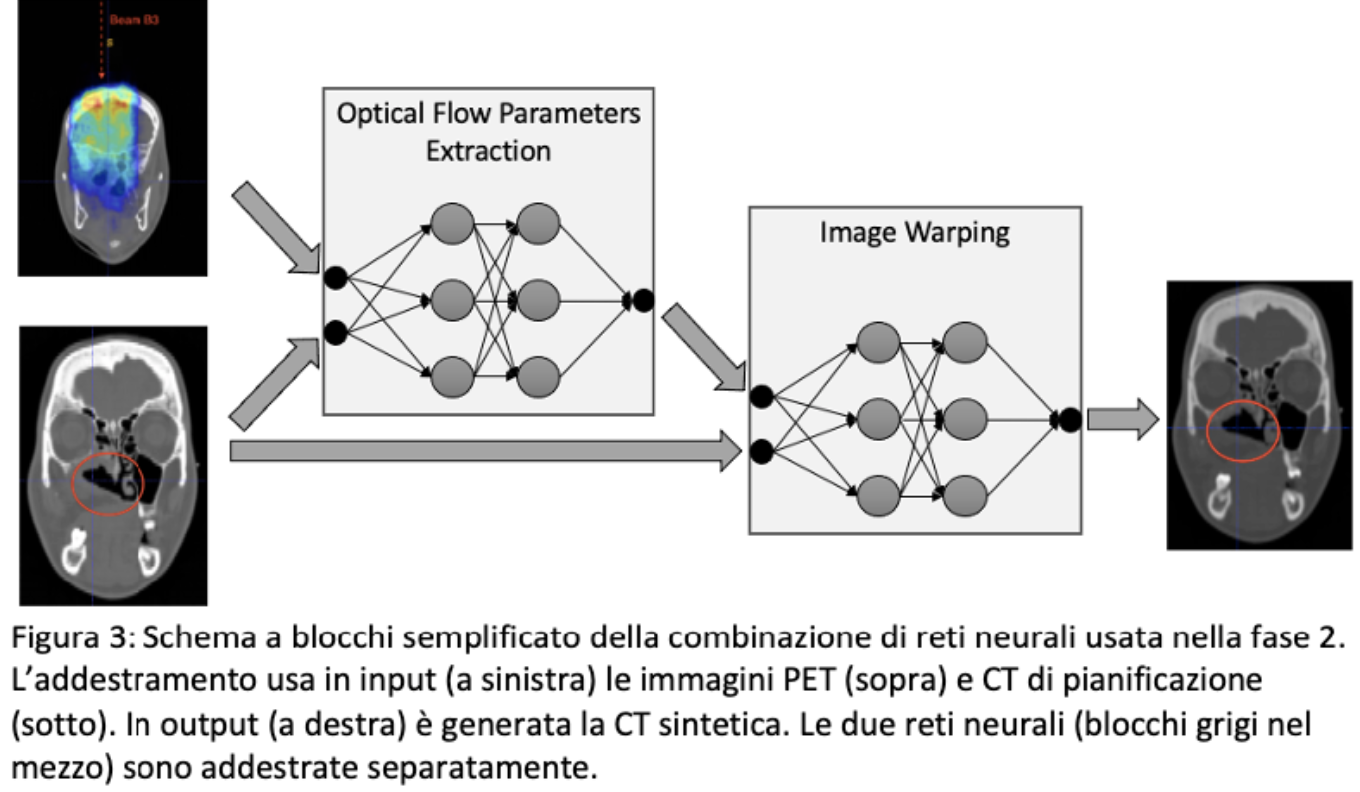 Beam B3
Optical Flow Parameters
Extraction
Image Warping
Figura 3: Schema a blocchi semplificato della combinazione di reti neurali usata nella fase 2.
L'addestramento usa in input (a sinistra) le immagini PET (sopra) e CT di pianificazione
(sotto). In output (a destra) è generata la CT sintetica. Le due reti neurali (blocchi grigi nel
mezzo) sono addestrate separatamente.